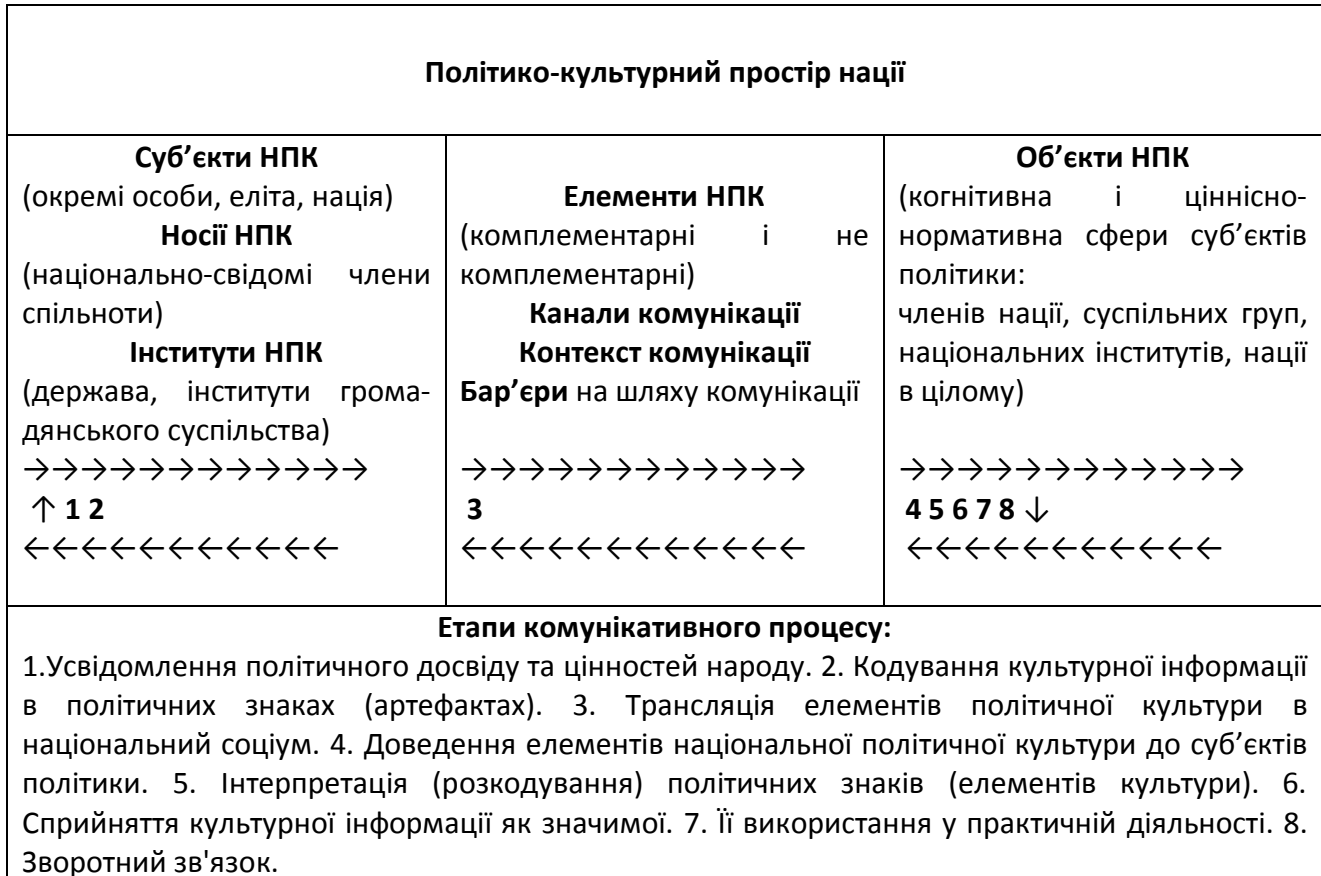 Політико-культурний простір нації
Суб’єкти НПК
(окремі особи, еліта, нація)
Носії НПК
(національно-свідомі члени
спільноти)
Інститути НПК
(держава, інститути грома-
дянського суспільства)
→→→→→→→→→→→→
↑ 1 2
←←←←←←←←←←←
Елементи НПК
(комплементарні і не
комплементарні)
Канали комунікації
Контекст комунікації
Бар’єри на шляху комунікації
→→→→→→→→→→→→
3
←←←←←←←←←←←←
Об’єкти НПК
(когнітивна і ціннісно-
нормативна сфери суб’єктів
політики:
членів нації, суспільних груп,
національних інститутів, нації
в цілому)
→→→→→→→→→→→→
4 5 6 7 8 ↓
←←←←←←←←←←←
Етапи комунікативного процесу:
1.Усвідомлення політичного досвіду та цінностей народу. 2. Кодування культурної інформації
в політичних знаках (артефактах). 3. Трансляція елементів політичної культури в
національний соціум. 4. Доведення елементів національної політичної культури до суб’єктів
політики. 5. Інтерпретація (розкодування) політичних знаків (елементів культури). 6.
Сприйняття культурної інформації як значимої. 7. Її використання у практичній діяльності. 8.
Зворотний зв'язок.